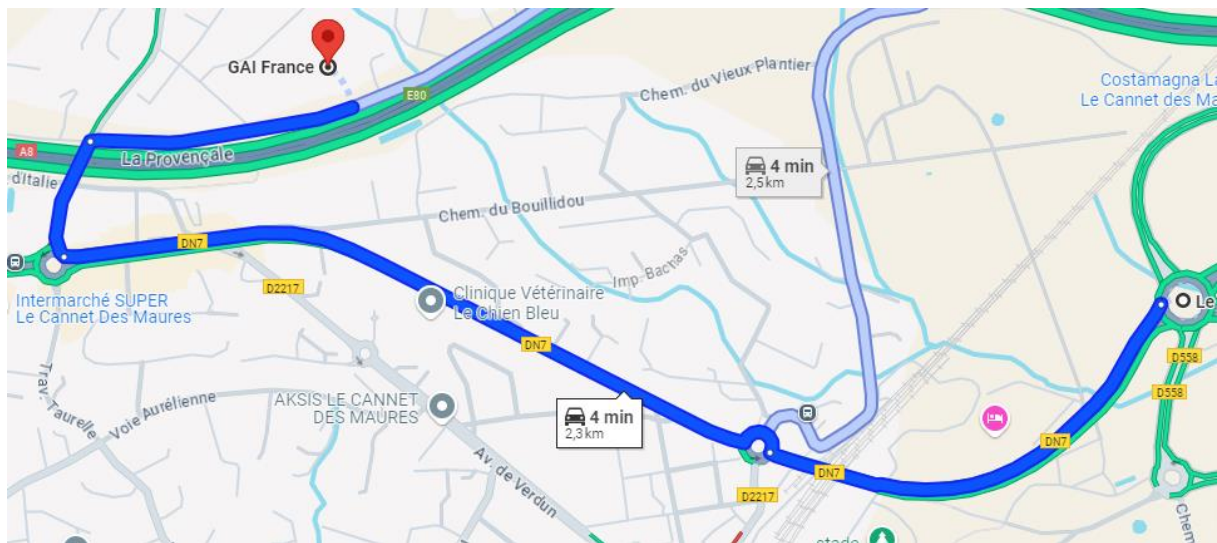 GAI France
E80
Chem. du Vieux Plantier
Costamagna La
Le Cannet des Ma
A8
La Provençale
d'Italie
4 min
2,5 km
Chem. du Bouillidou
DN7
Imp. Bachas
D2217
Clinique Vétérinaire
Le Chien Bleu
Intermarché SUPER
Le Cannet Des Maures
Le
DN7
D558
D558
Trav. Taurelle
Voie Aurélienne
AKSIS LE CANNET
DES MAURES
4 min
2,3 km
DN7
DN7
Av. de Verdun
D2217
Chem
stade